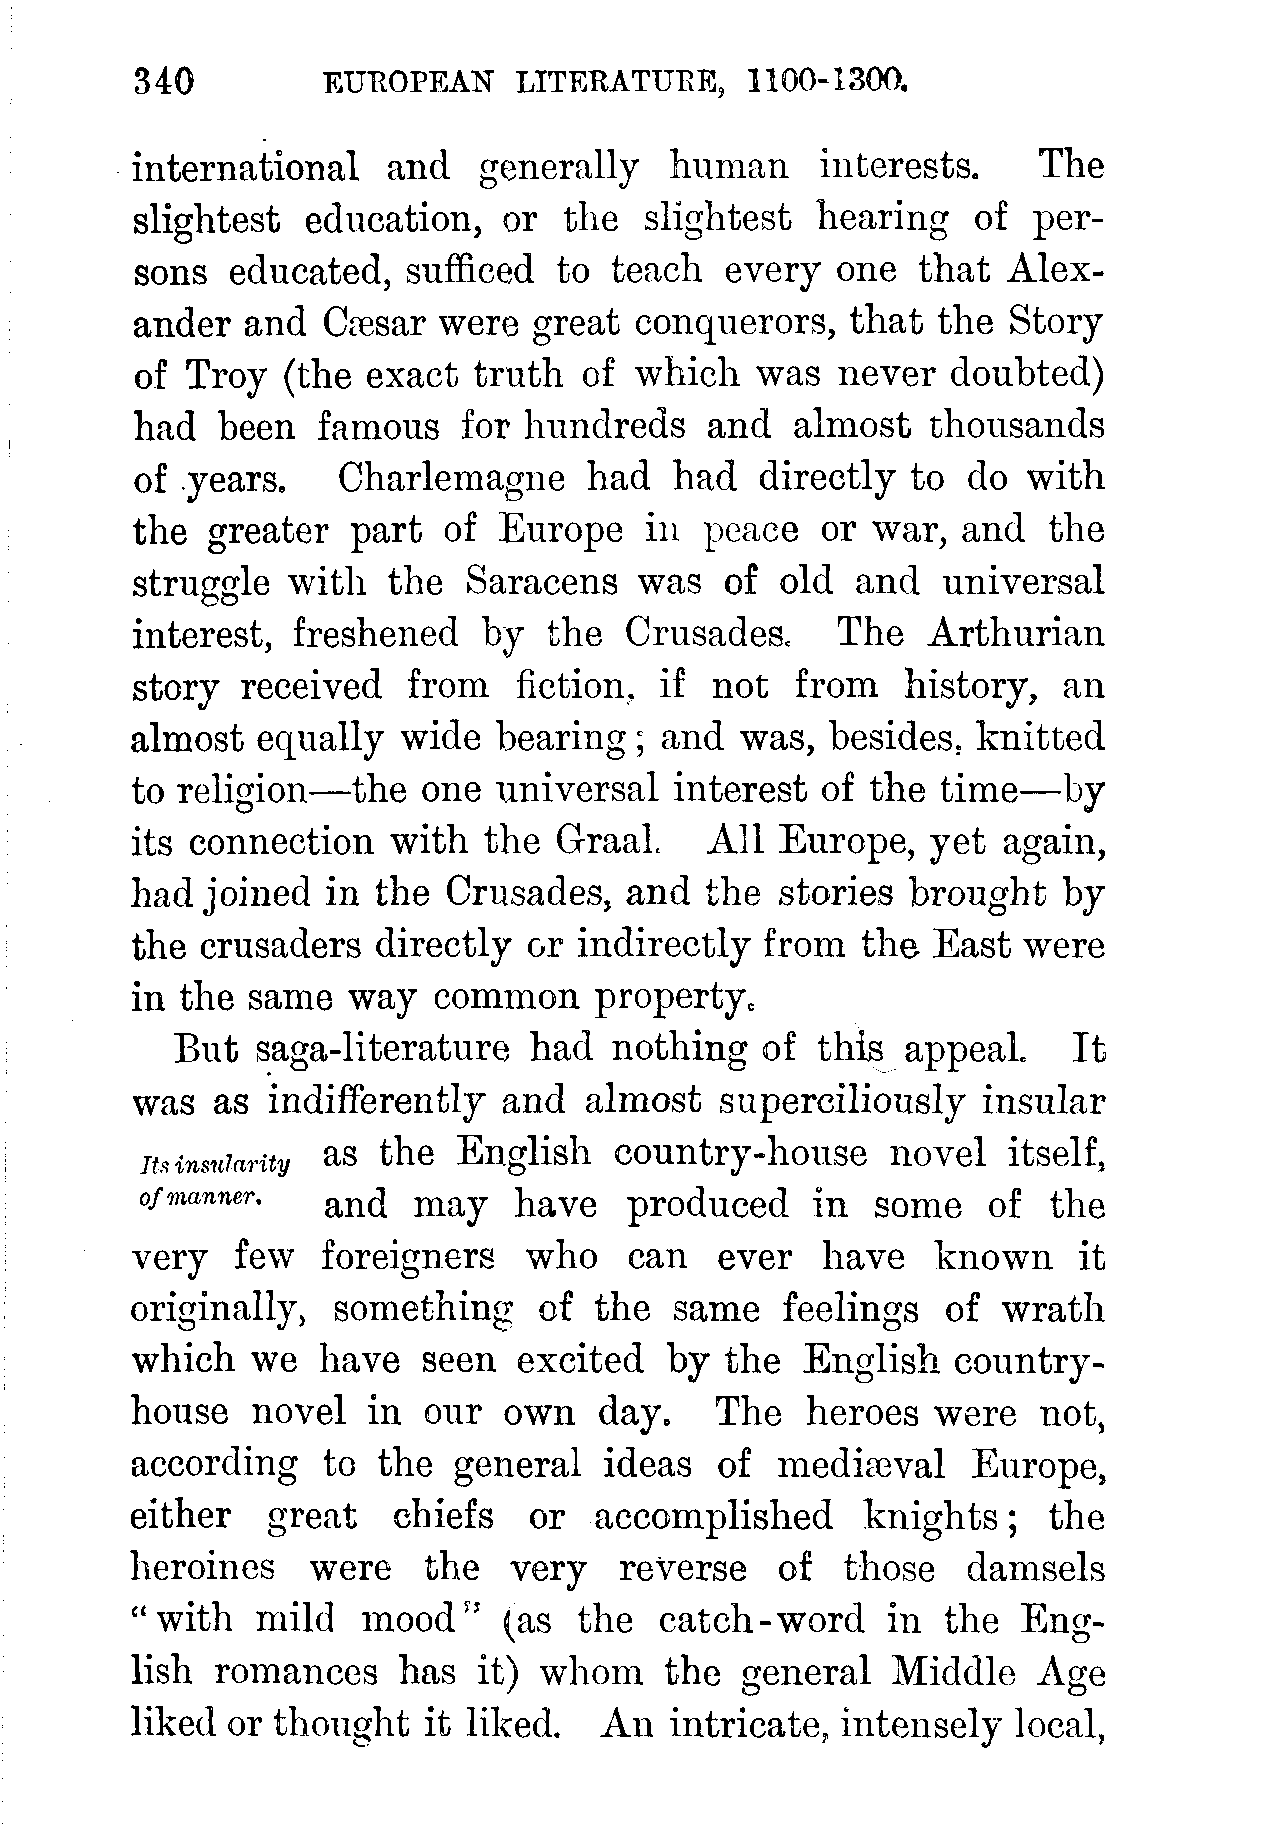 340 EUROPEAN LITERATURE, 1100-1300.
international and generally human interests. The
slightest education, or the slightest hearing of per-
sons educated, sufficed to teach every one that Alex-
ander and Cæsar were great conquerors, that the Story
of Troy (the exact truth of which was never doubted)
had been famous for hundreds and almost thousands
of years. Charlemagne had had directly to do with
the greater part of Europe in peace or war, and the
struggle with the Saracens was of old and universal
interest, freshened by the Crusades. The Arthurian
story received from fiction, if not from history, an
almost equally wide bearing; and was, besides, knitted
to religion—the one universal interest of the time—by
its connection with the Graal. All Europe, yet again,
had joined in the Crusades, and the stories brought by
the crusaders directly or indirectly from the East were
in the same way common property.
But saga-literature had nothing of this appeal. It
was as indifferently and almost superciliously insular
Its insularity as the English country-house novel itself,
of manner. and may have produced in some of the
very few foreigners who can ever have known it
originally, something of the same feelings of wrath
which we have seen excited by the English country-
house novel in our own day. The heroes were not,
according to the general ideas of mediæval Europe,
either great chiefs or accomplished knights; the
heroines were the very reverse of those damsels
"with mild mood" (as the catch-word in the Eng-
lish romances has it) whom the general Middle Age
liked or thought it liked. An intricate, intensely local,